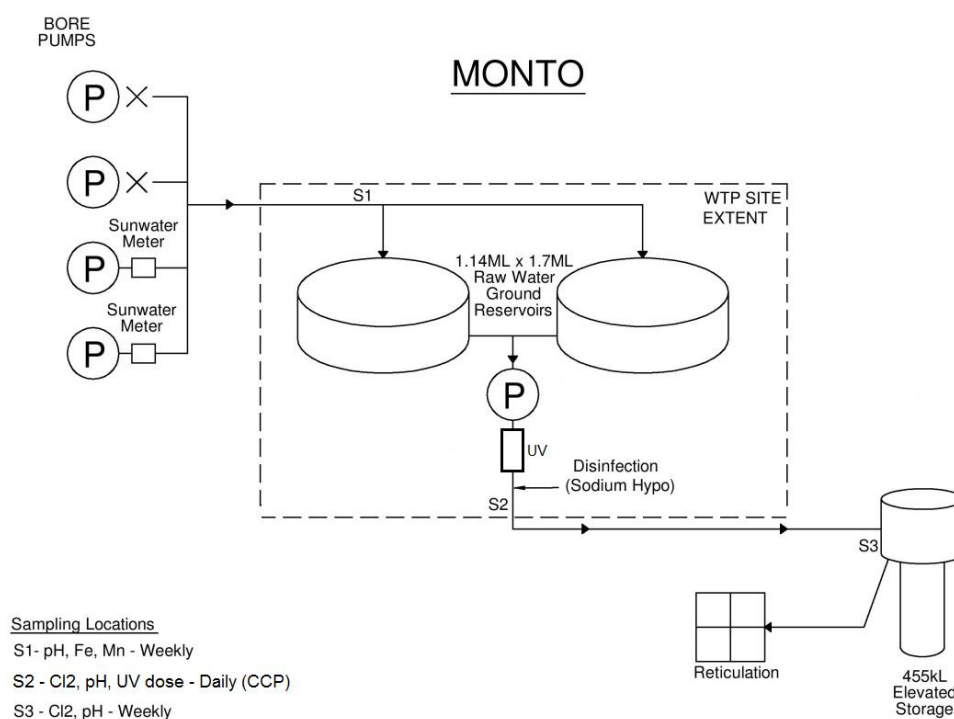 BORE
PUMPS
MONTO
P
P
Sunwater
Meter
P
Sunwater
Meter
P
S1
WTP SITE
EXTENT
1.14ML x 1.7ML
Raw Water
Ground
Reservoirs
P
UV
Disinfection
(Sodium Hypo)
S2
S3
Reticulation
455kL
Elevated
Storage
Sampling Locations
S1- pH, Fe, Mn - Weekly
S2 - Cl2, pH, UV dose - Daily (CCP)
S3 - Cl2, pH - Weekly